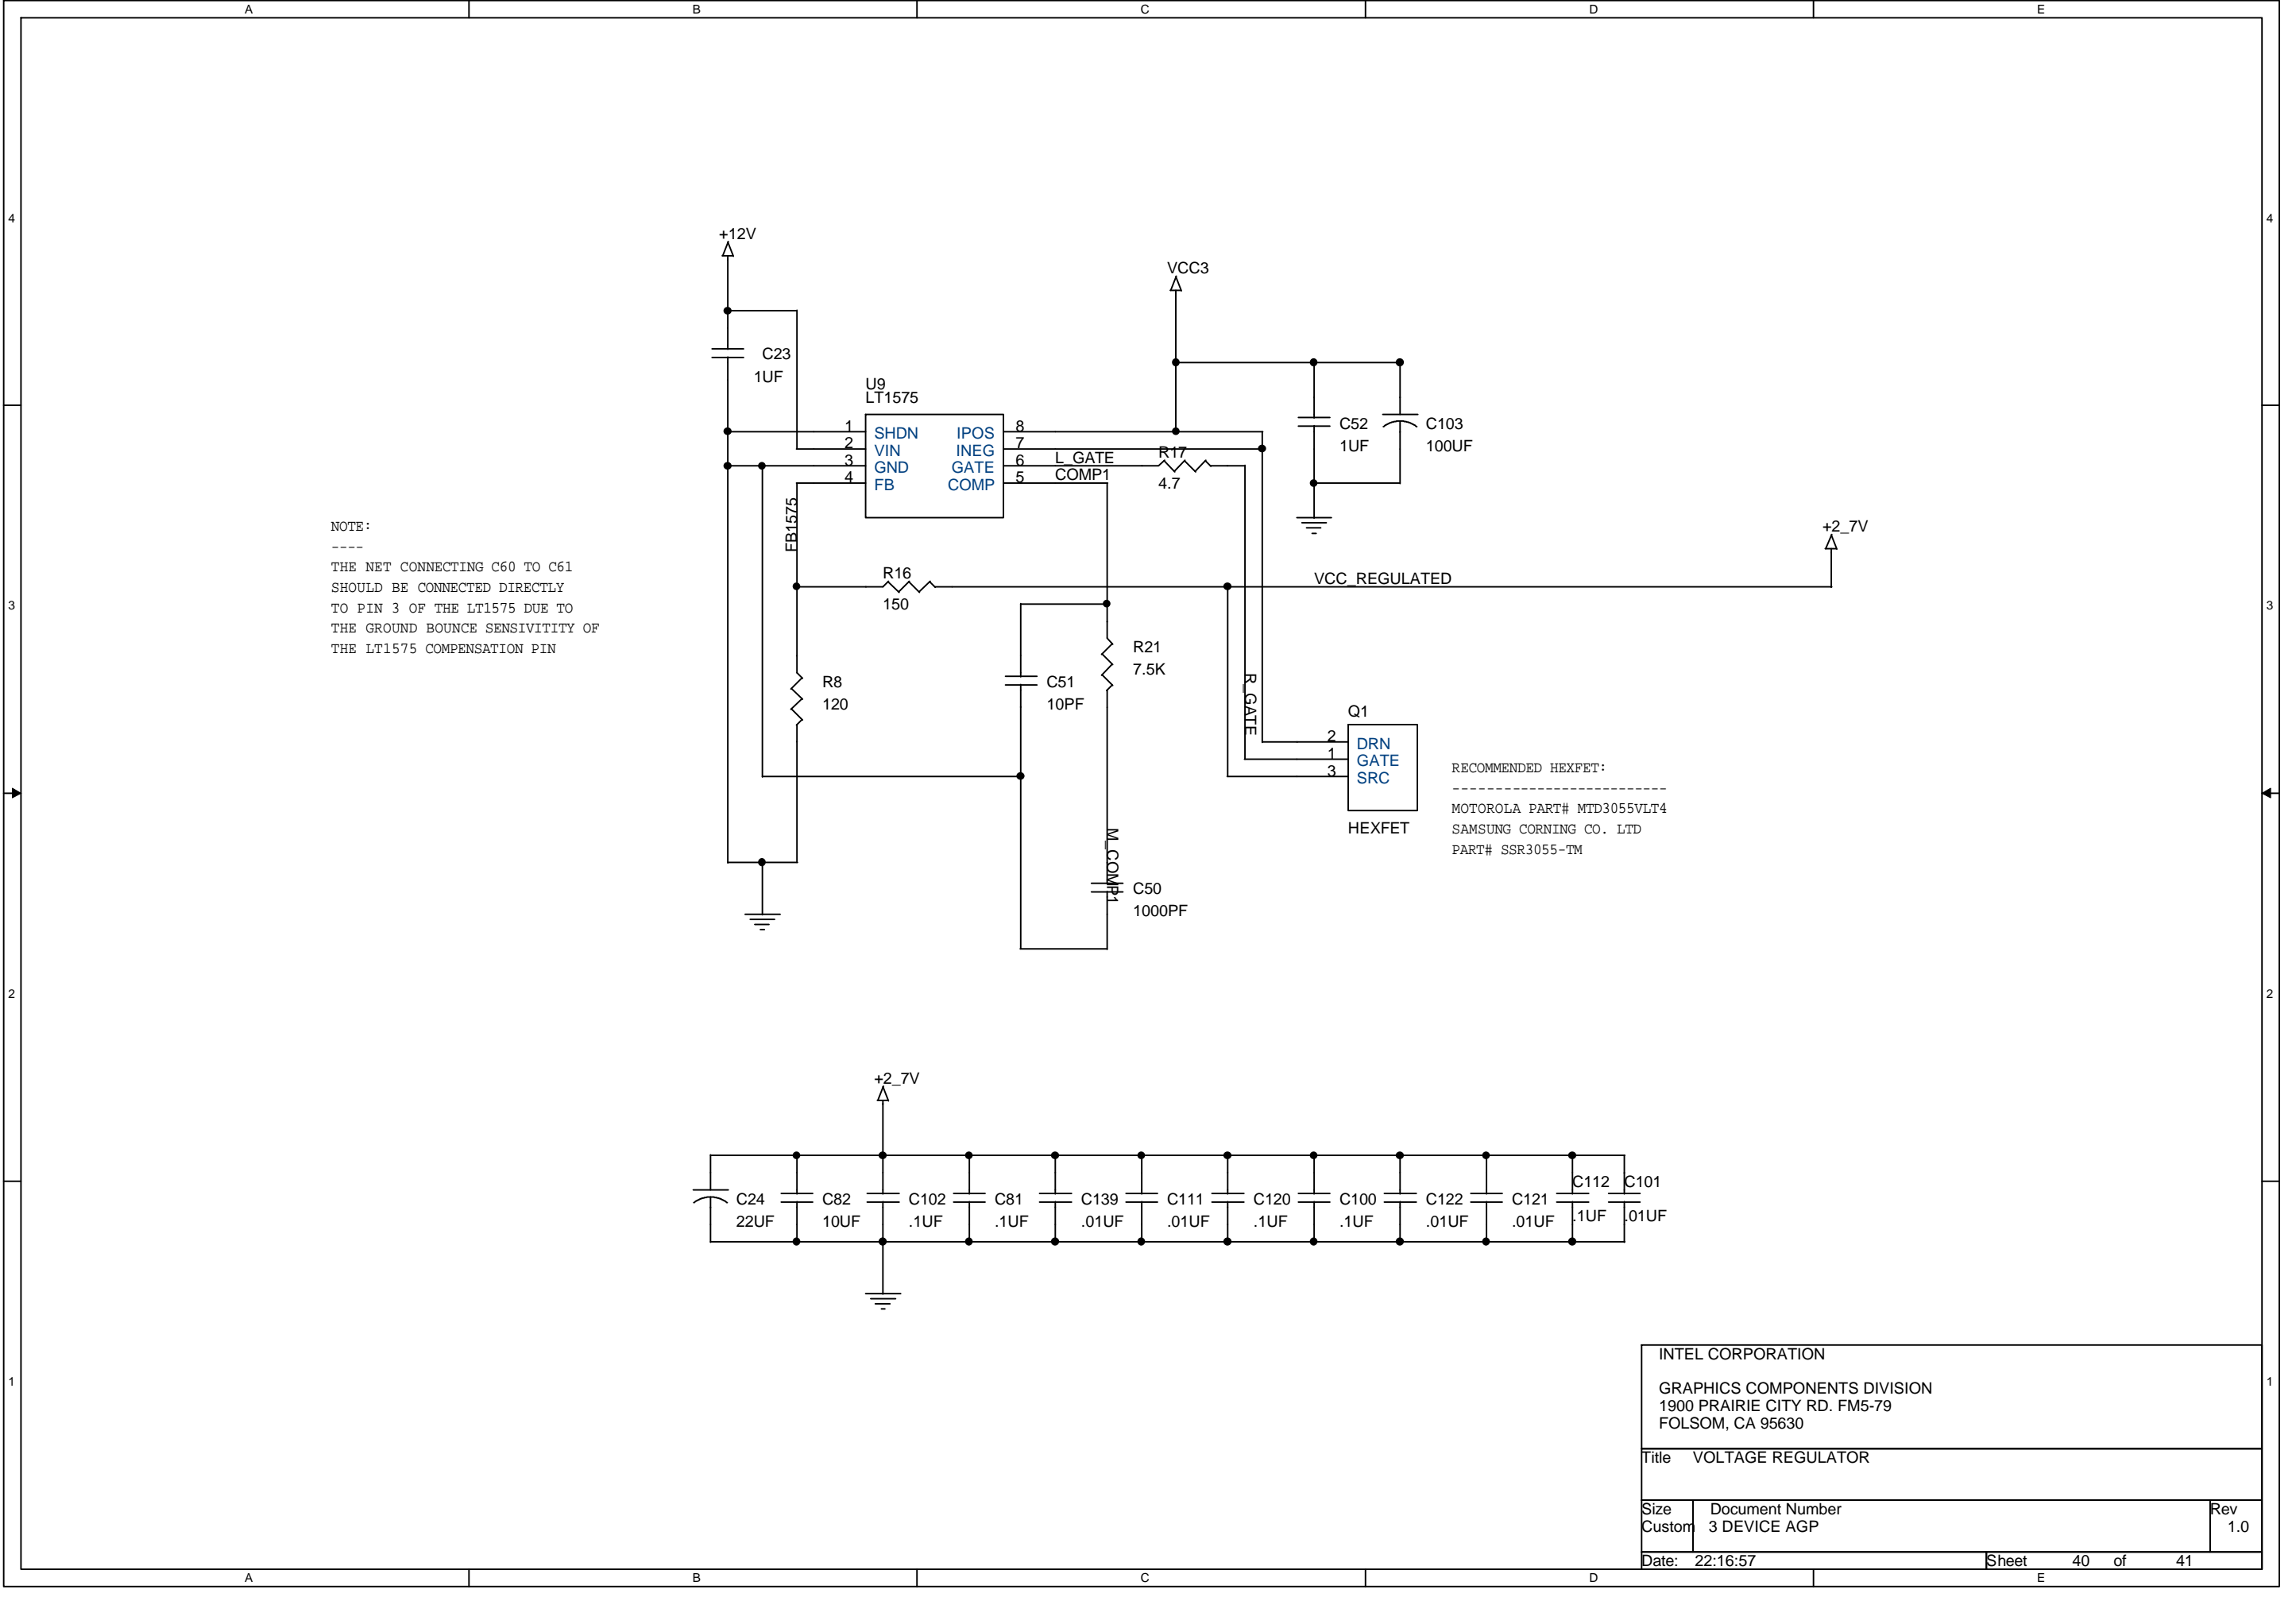 A B C D E
4 4
+12V
VCC3
C23
1UF
U9
LT1575
1 SHDN IPOS 8
2 VIN INEG 7
3 GND GATE 6
4 FB COMP 5
L_GATE
COMP1
R17
4.7
C52
1UF
C103
100UF
FB1575
+2_7V
NOTE:
----
THE NET CONNECTING C60 TO C61
SHOULD BE CONNECTED DIRECTLY
TO PIN 3 OF THE LT1575 DUE TO
THE GROUND BOUNCE SENSIVITITY OF
THE LT1575 COMPENSATION PIN
R16
150
VCC_REGULATED
3 3
R21
7.5K
C51
10PF
R8
120
R_GATE
Q1
2 DRN
1 GATE
3 SRC
HEXFET
RECOMMENDED HEXFET:
--------------------------
MOTOROLA PART# MTD3055VLT4
SAMSUNG CORNING CO. LTD
PART# SSR3055-TM
M_COMP1
C50
1000PF
2 2
+2_7V
C24
22UF
C82
10UF
C102
.1UF
C81
.1UF
C139
.01UF
C111
.01UF
C120
.1UF
C100
.1UF
C122
.01UF
C121
.01UF
C112
.1UF
C101
.01UF
1 1
INTEL CORPORATION
GRAPHICS COMPONENTS DIVISION
1900 PRAIRIE CITY RD. FM5-79
FOLSOM, CA 95630
Title VOLTAGE REGULATOR
Size Document Number Rev
Custom 3 DEVICE AGP 1.0
Date: 22:16:57 Sheet 40 of 41
A B C D E